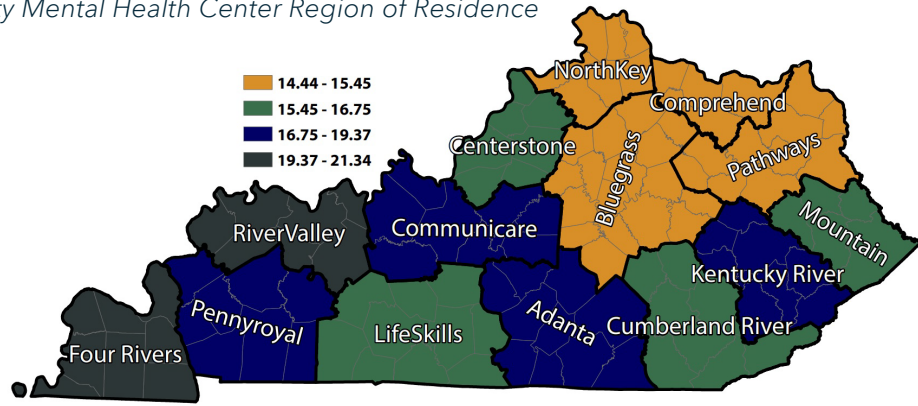 Mental Health Center Region of Residence
14.44 - 15.45
15.45 - 16.75
16.75 - 19.37
19.37 - 21.34
NorthKey
Comprehend
Centerstone
Pathways
Bluegrass
Mountain
RiverValley
Communicare
Kentucky River
Pennyroyal
LifeSkills
Adanta
Cumberland River
Four Rivers